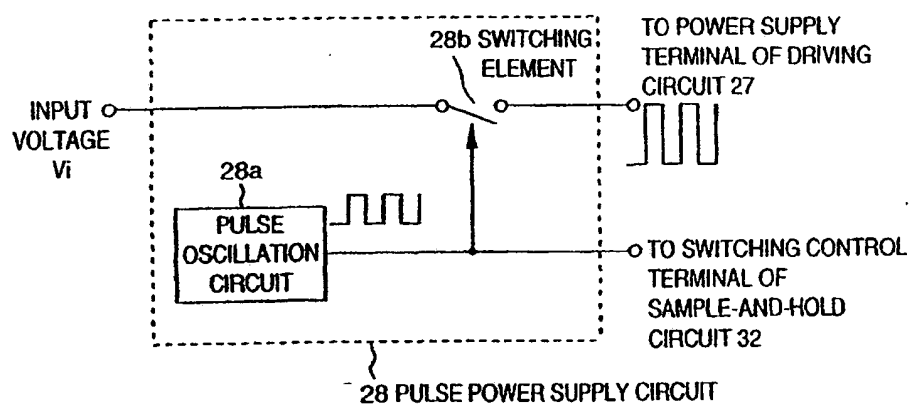 28b SWITCHING
ELEMENT
TO POWER SUPPLY
TERMINAL OF DRIVING
CIRCUIT 27
INPUT
VOLTAGE
Vi
28a
PULSE
OSCILLATION
CIRCUIT
TO SWITCHING CONTROL
TERMINAL OF
SAMPLE-AND-HOLD
CIRCUIT 32
28 PULSE POWER SUPPLY CIRCUIT